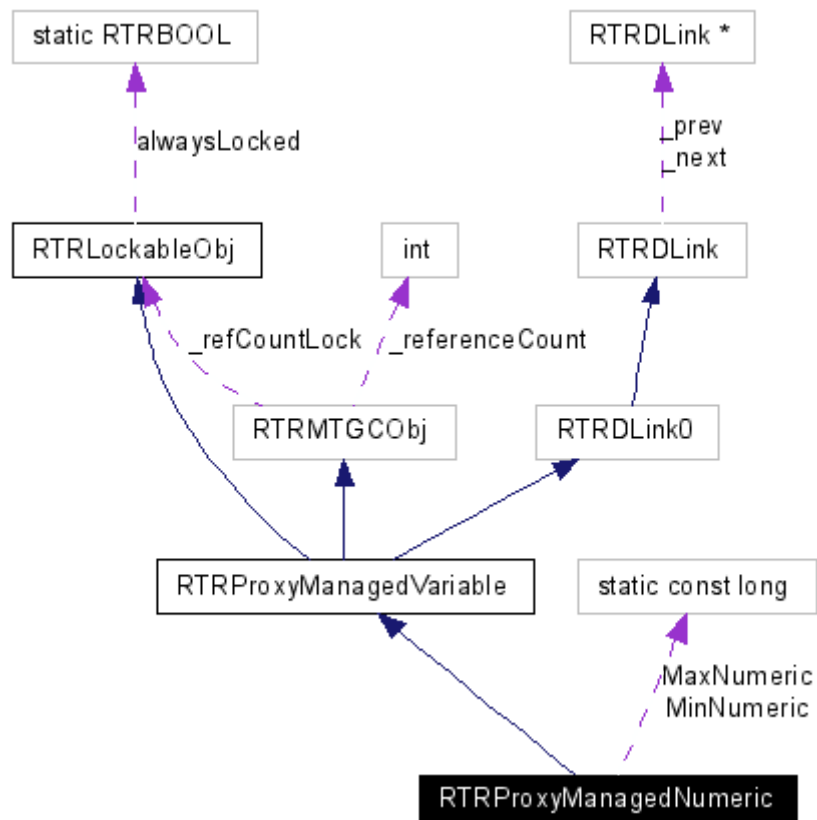 static RTRBOOL
RTRDLink *
alwaysLocked
_prev
_next
RTRLockableObj
int
RTRDLink
_refCountLock
_referenceCount
RTRMTGCObj
RTRDLink0
RTRProxyManagedVariable
static const long
MaxNumeric
MinNumeric
RTRProxyManagedNumeric